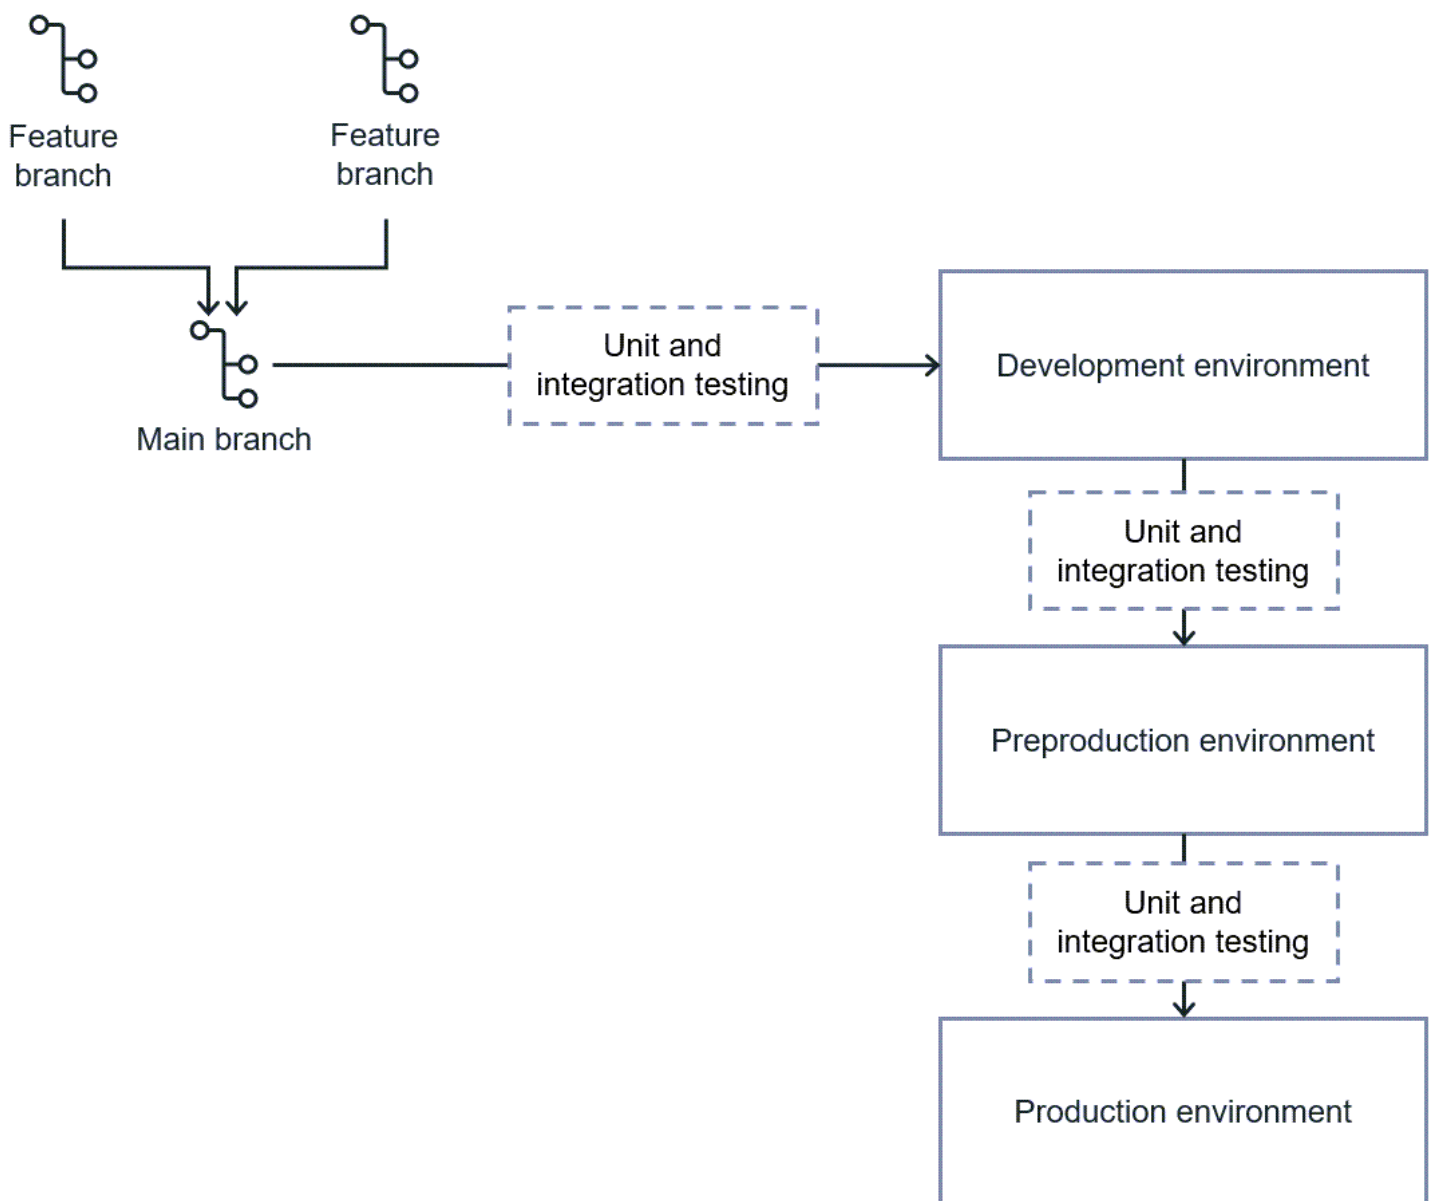 Feature
branch
Feature
branch
Main branch
Unit and
integration testing
Development environment
Unit and
integration testing
Preproduction environment
Unit and
integration testing
Production environment